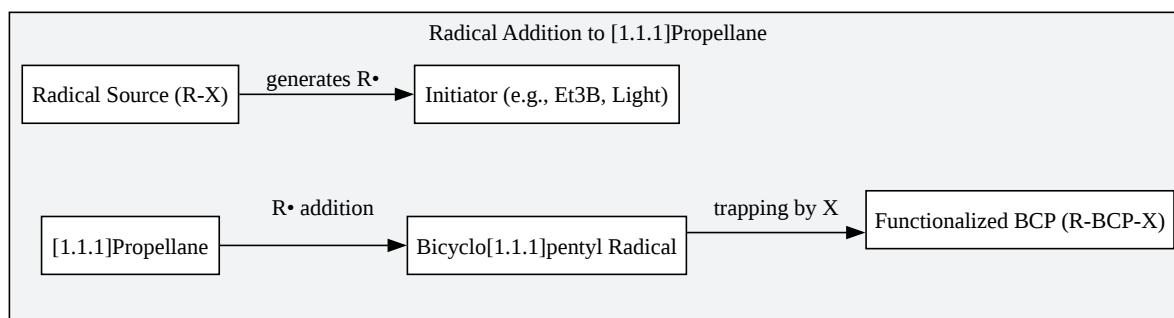 Radical Addition to [1.1.1]Propellane
Radical Source (R-X)
generates R•
Initiator (e.g., Et3B, Light)
[1.1.1]Propellane
R• addition
Bicyclo[1.1.1]pentyl Radical
trapping by X
Functionalized BCP (R-BCP-X)